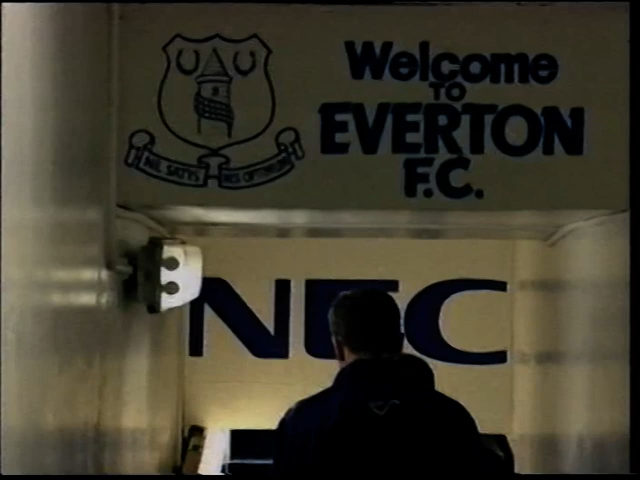 Welcome
TO
EVERTON
F.C.
NIL SATIS
NISI OPTIMUM
NEC